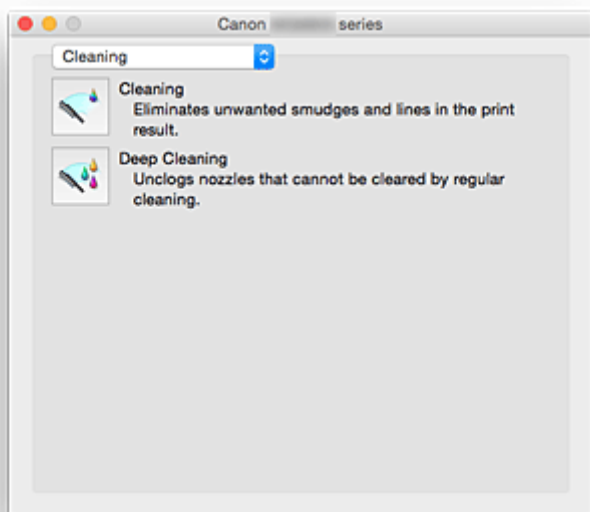 Canon series
Cleaning
Cleaning
Eliminates unwanted smudges and lines in the print
result.
Deep Cleaning
Unclogs nozzles that cannot be cleared by regular
cleaning.